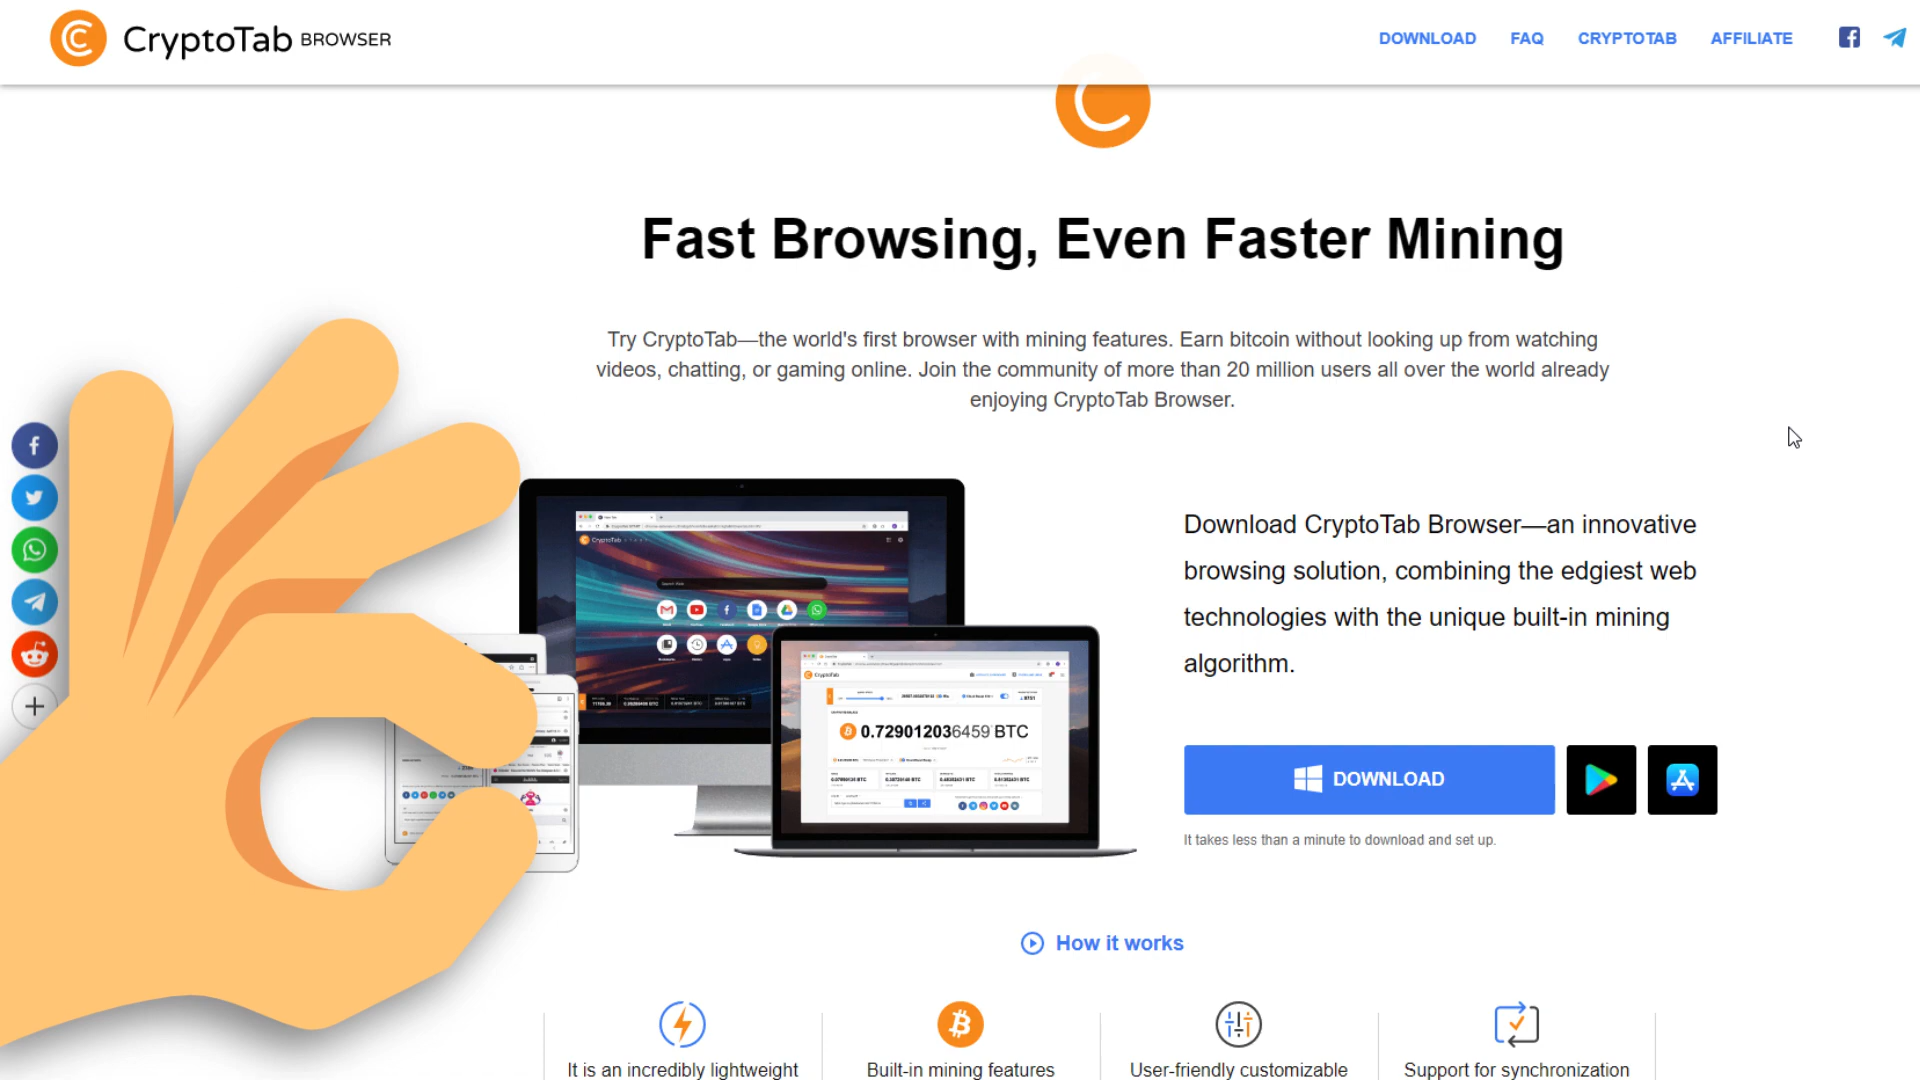 CryptoTab BROWSER
DOWNLOAD FAQ CRYPTOTAB AFFILIATE
Fast Browsing, Even Faster Mining
Try CryptoTab—the world's first browser with mining features. Earn bitcoin without looking up from watching
videos, chatting, or gaming online. Join the community of more than 20 million users all over the world already
enjoying CryptoTab Browser.
CryptoTab
CryptoTab
0.729012036459 BTC
Download CryptoTab Browser—an innovative
browsing solution, combining the edgiest web
technologies with the unique built-in mining
algorithm.
DOWNLOAD
It takes less than a minute to download and set up.
How it works
It is an incredibly lightweight
Built-in mining features
User-friendly customizable
Support for synchronization